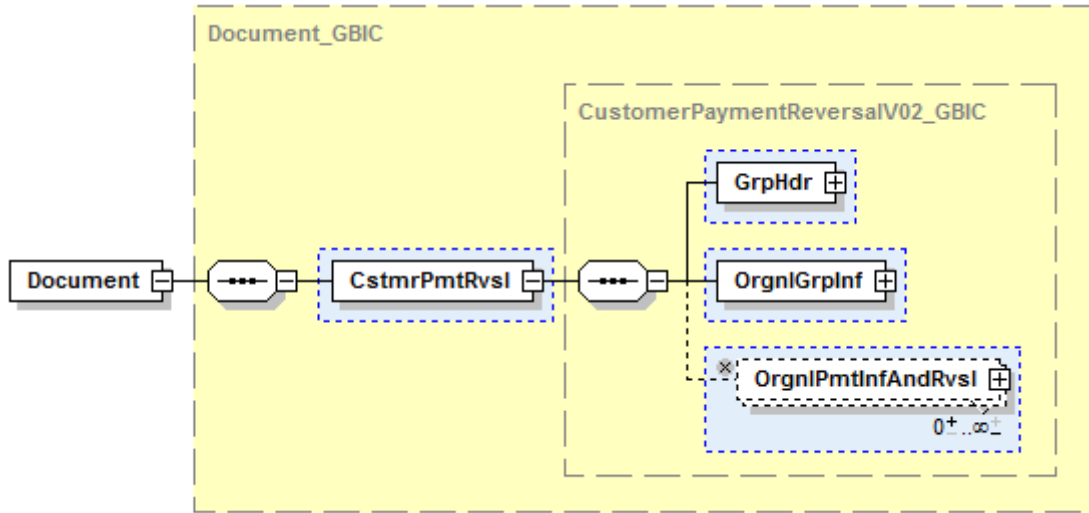 Document_GBIC
CustomerPaymentReversalV02_GBIC
GrpHdr
Document
CstmrPmtRvsl
OrgnlGrpInf
OrgnlPmtInfAndRvsl
0..∞